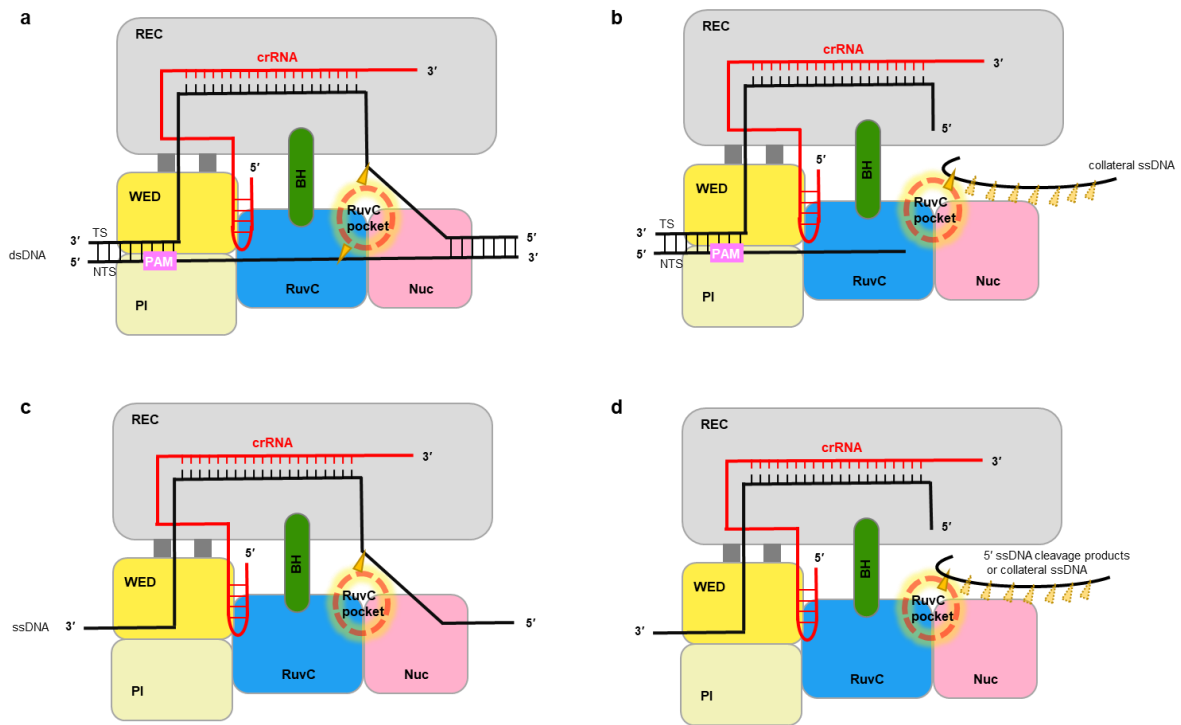 a
REC
crRNA
3′
5′
BH
WED
RuvC
pocket
TS
3′
5′
dsDNA
5′
3′
NTS
PAM
PI
RuvC
Nuc
b
REC
crRNA
3′
5′
5′
BH
collateral ssDNA
WED
RuvC
pocket
TS
3′
5′
NTS
PAM
PI
RuvC
Nuc
c
REC
crRNA
3′
5′
BH
WED
RuvC
pocket
ssDNA
3′
5′
PI
RuvC
Nuc
d
REC
crRNA
3′
5′
5′
BH
5′ ssDNA cleavage products
or collateral ssDNA
WED
RuvC
pocket
3′
PI
RuvC
Nuc